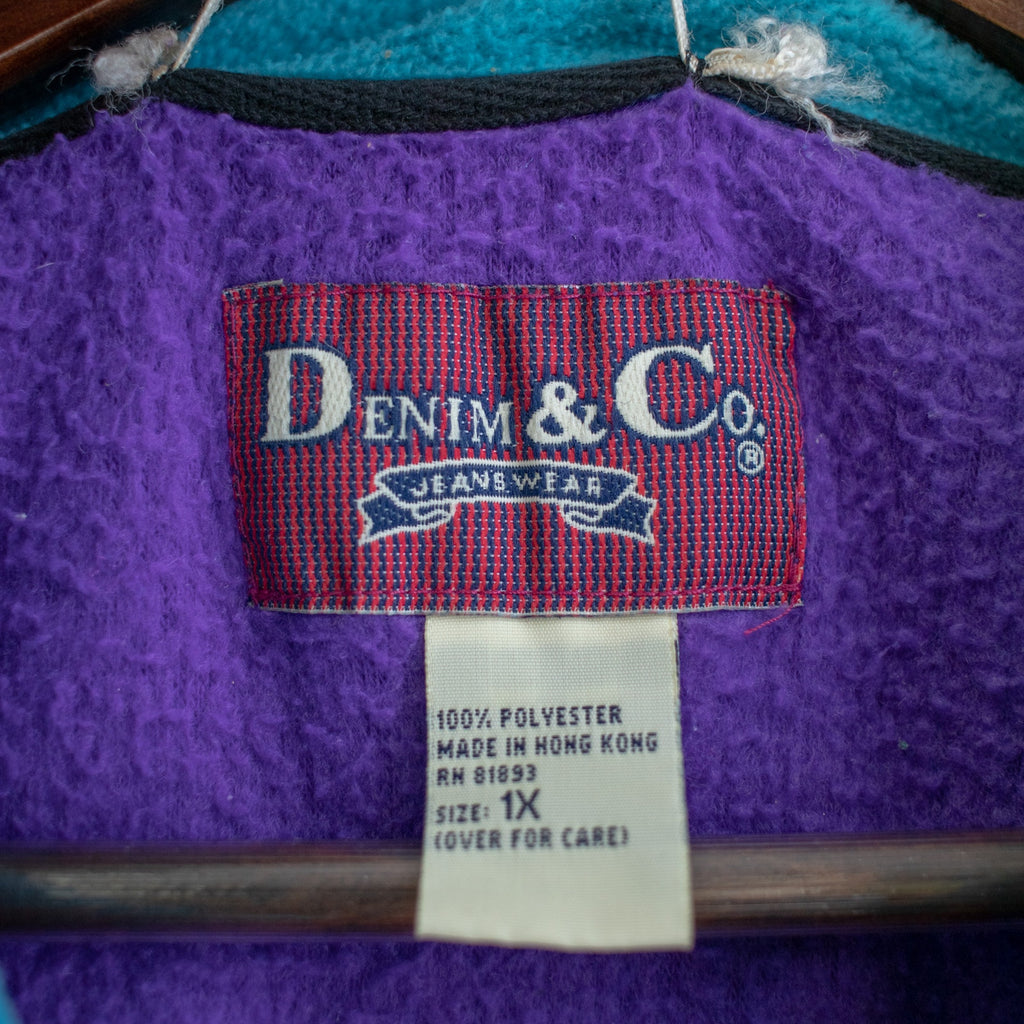 DENIM & CO.®
JEANSWEAR
100% POLYESTER
MADE IN HONG KONG
RN 81893
SIZE: 1X
(OVER FOR CARE)